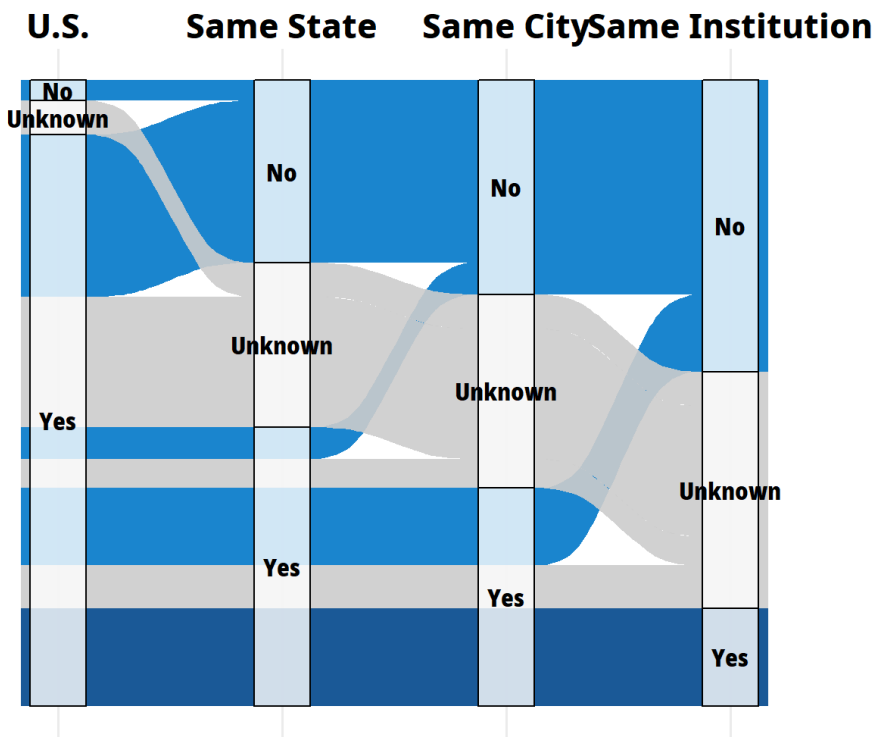 U.S. Same State Same City Same Institution
No
Unknown
Yes
No
Unknown
Yes
No
Unknown
Yes
No
Unknown
Yes